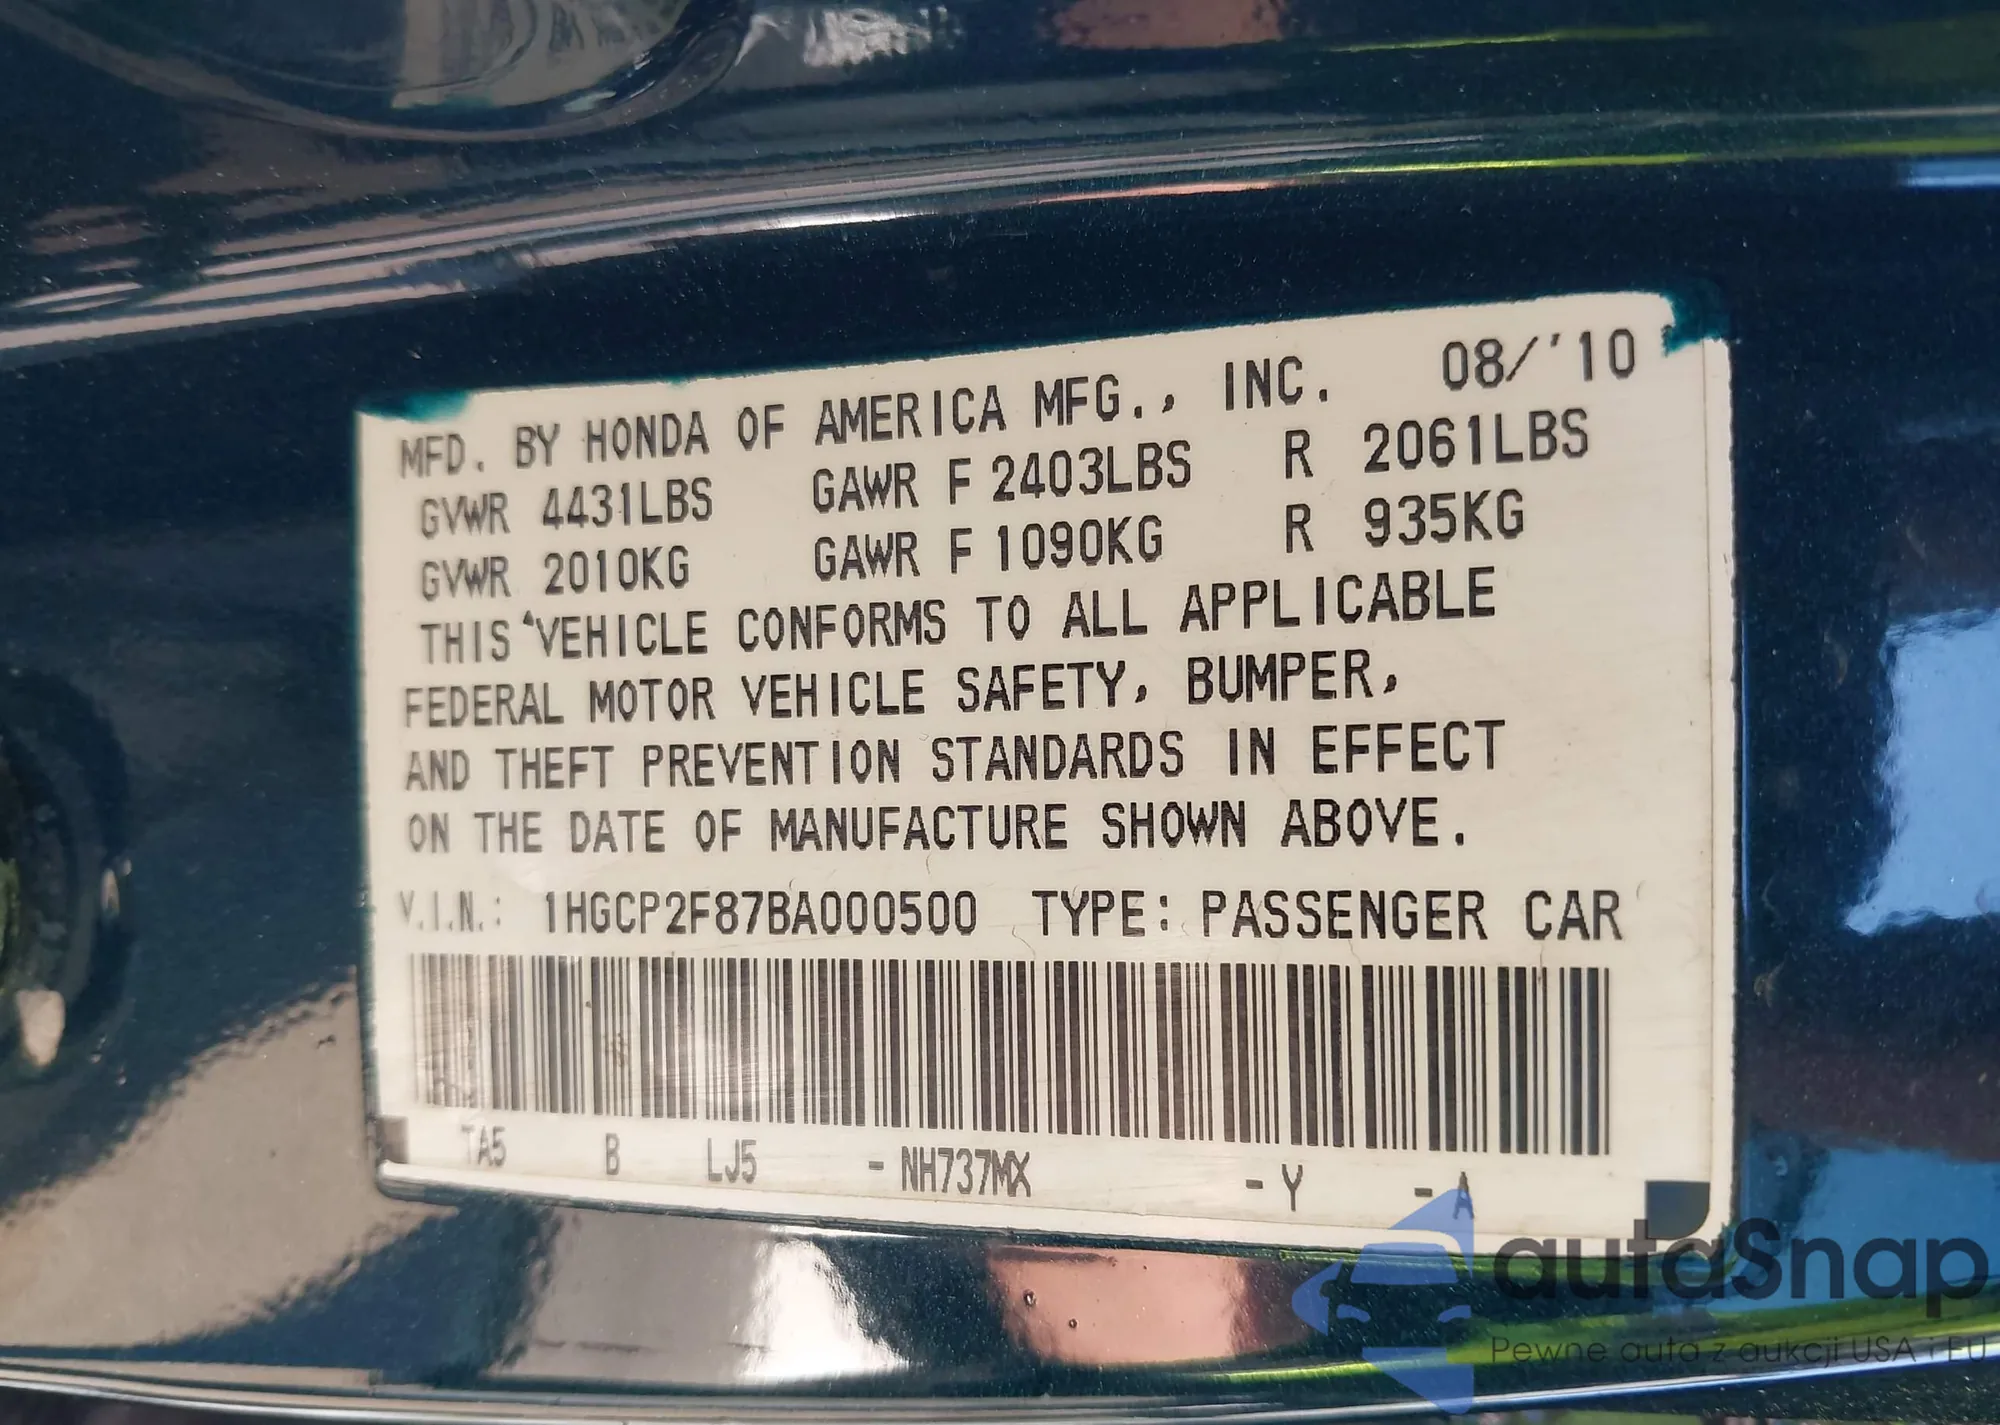 MFD. BY HONDA OF AMERICA MFG., INC. 08/'10
GVWR 4431LBS GAWR F 2403LBS R 2061LBS
GVWR 2010KG GAWR F 1090KG R 935KG
THIS VEHICLE CONFORMS TO ALL APPLICABLE
FEDERAL MOTOR VEHICLE SAFETY, BUMPER,
AND THEFT PREVENTION STANDARDS IN EFFECT
ON THE DATE OF MANUFACTURE SHOWN ABOVE.
V.I.N.: 1HGCP2F87BA000500 TYPE: PASSENGER CAR
TA5 B LJ5 - NH737MX - Y - A
autaSnap
Pewne auta z aukcji USA i EU